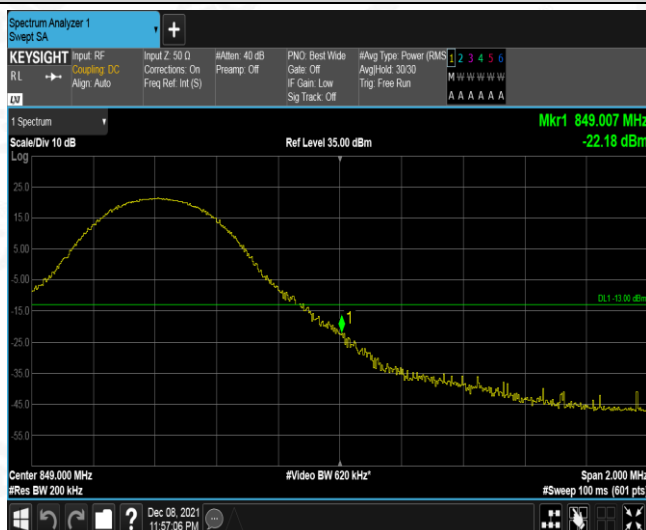 Spectrum Analyzer 1
Swept SA
KEYSIGHT
RL
LXI
Input: RF
Coupling: DC
Align: Auto
Input Z: 50 Ω
Corrections: On
Freq Ref: Int (S)
#Atten: 40 dB
Preamp: Off
PNO: Best Wide
Gate: Off
IF Gain: Low
Sig Track: Off
#Avg Type: Power (RMS
Avg|Hold: 30/30
Trig: Free Run
1 2 3 4 5 6
M W W W W W
A A A A A A
1 Spectrum
Scale/Div 10 dB
Log
Ref Level 35.00 dBm
Mkr1 849.007 MHz
-22.18 dBm
25.0
15.0
5.00
-5.00
-15.0
-25.0
-35.0
-45.0
-55.0
DL1 -13.00 dBm
1
Center 849.000 MHz
#Res BW 200 kHz
#Video BW 620 kHz*
Span 2.000 MHz
#Sweep 100 ms (601 pts)
?
Dec 08, 2021
11:57:06 PM